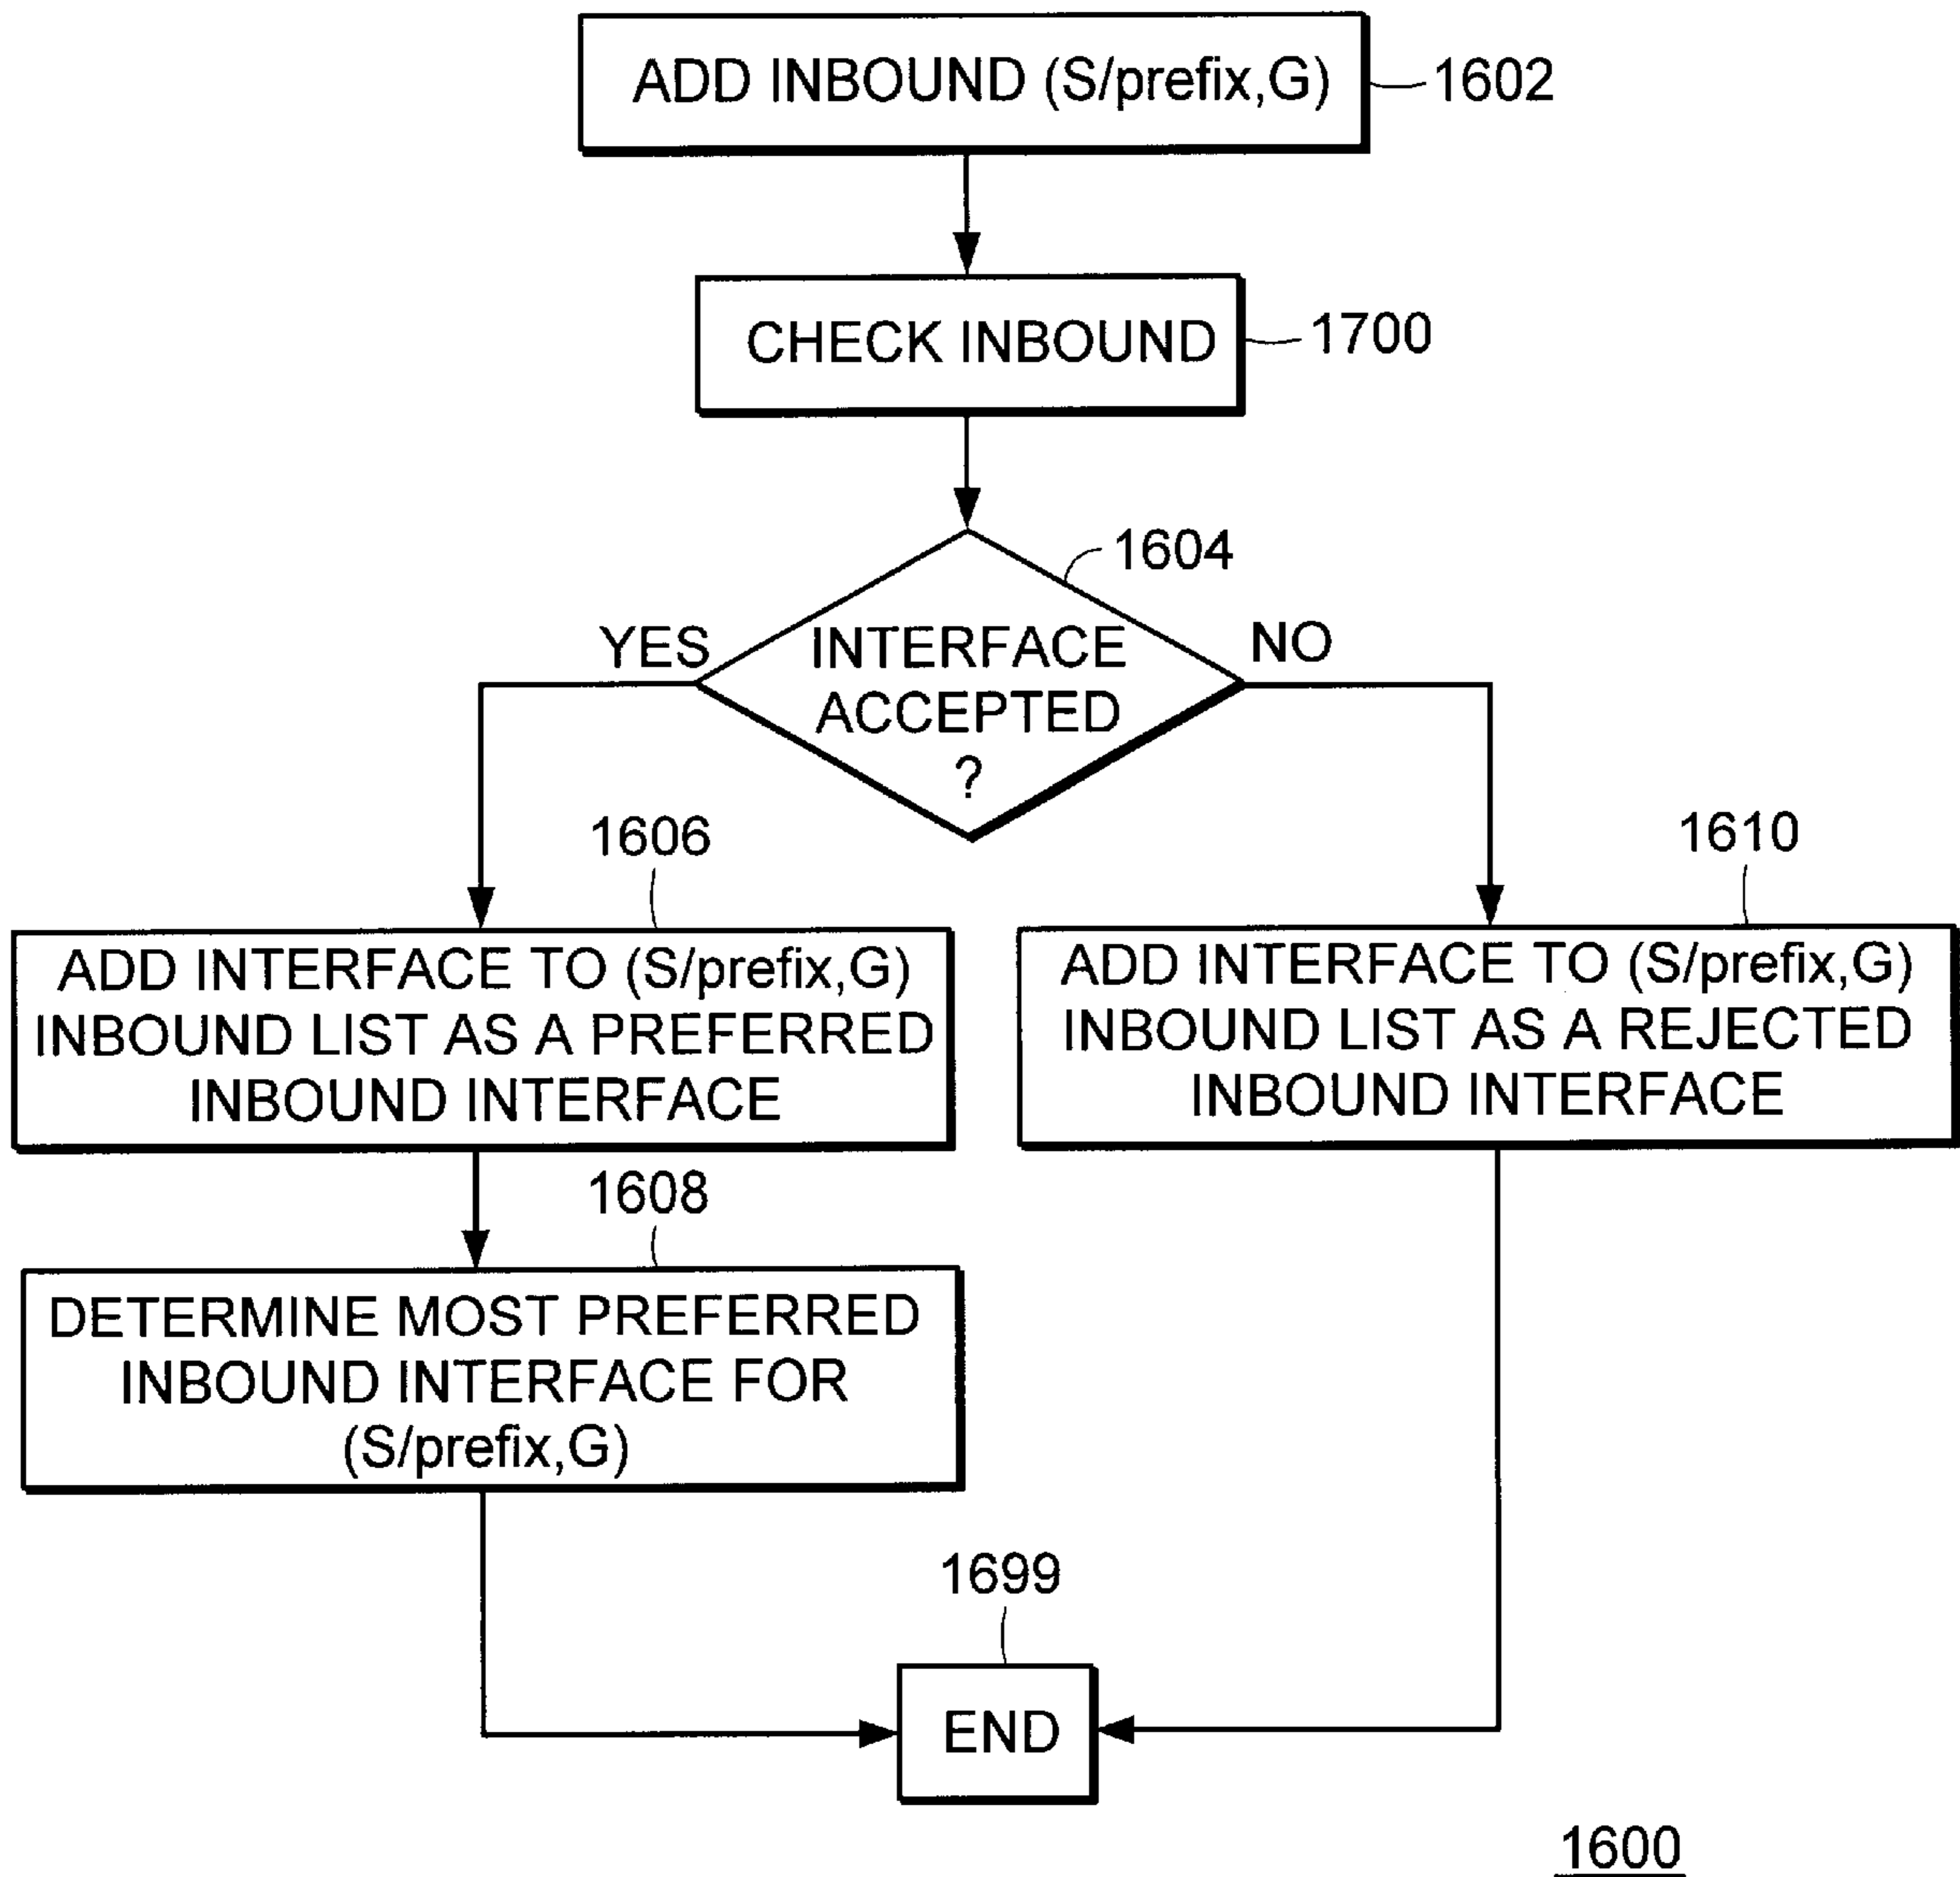 ADD INBOUND (S/prefix,G)
1602
CHECK INBOUND
1700
1604
YES
INTERFACE
ACCEPTED
?
NO
1606
ADD INTERFACE TO (S/prefix,G)
INBOUND LIST AS A PREFERRED
INBOUND INTERFACE
1610
ADD INTERFACE TO (S/prefix,G)
INBOUND LIST AS A REJECTED
INBOUND INTERFACE
1608
DETERMINE MOST PREFERRED
INBOUND INTERFACE FOR
(S/prefix,G)
1699
END
1600